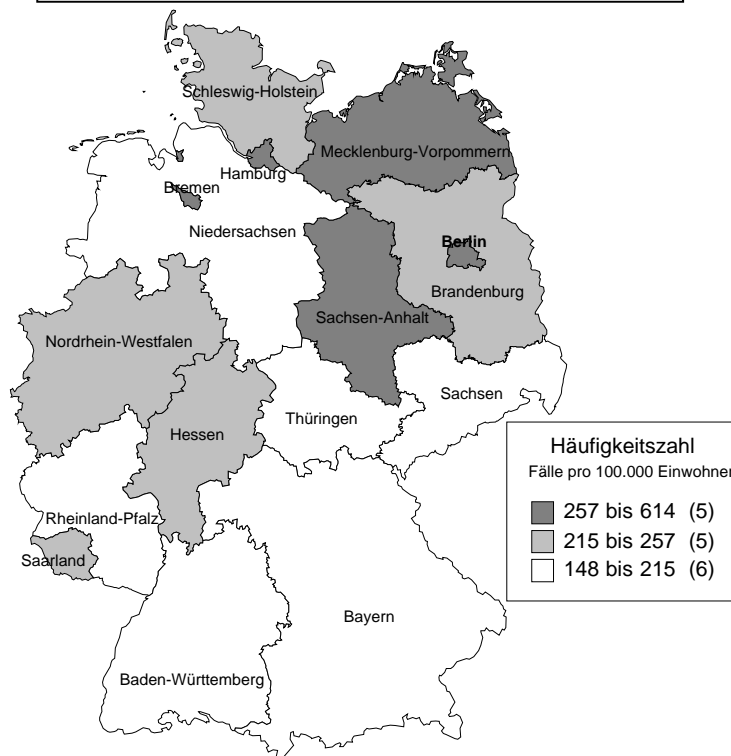 Schleswig-Holstein
Mecklenburg-Vorpommern
Hamburg
Bremen
Niedersachsen
Berlin
Brandenburg
Sachsen-Anhalt
Nordrhein-Westfalen
Sachsen
Thüringen
Hessen
Rheinland-Pfalz
Saarland
Bayern
Baden-Württemberg
Häufigkeitszahl
Fälle pro 100.000 Einwohner
257 bis 614 (5)
215 bis 257 (5)
148 bis 215 (6)